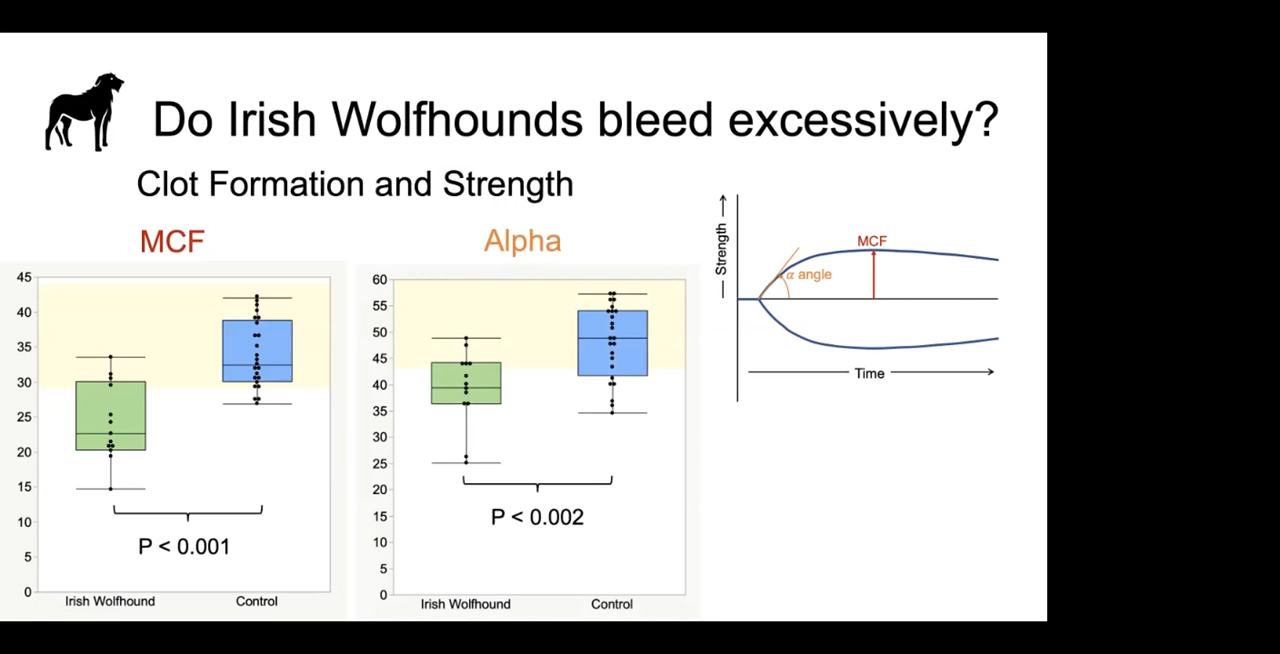 Do Irish Wolfhounds bleed excessively?
Clot Formation and Strength
MCF
45
40
35
30
25
20
15
10
5
0
P < 0.001
Irish Wolfhound
Control
Alpha
60
55
50
45
40
35
30
25
20
15
10
5
0
P < 0.002
Irish Wolfhound
Control
Strength
MCF
α angle
Time